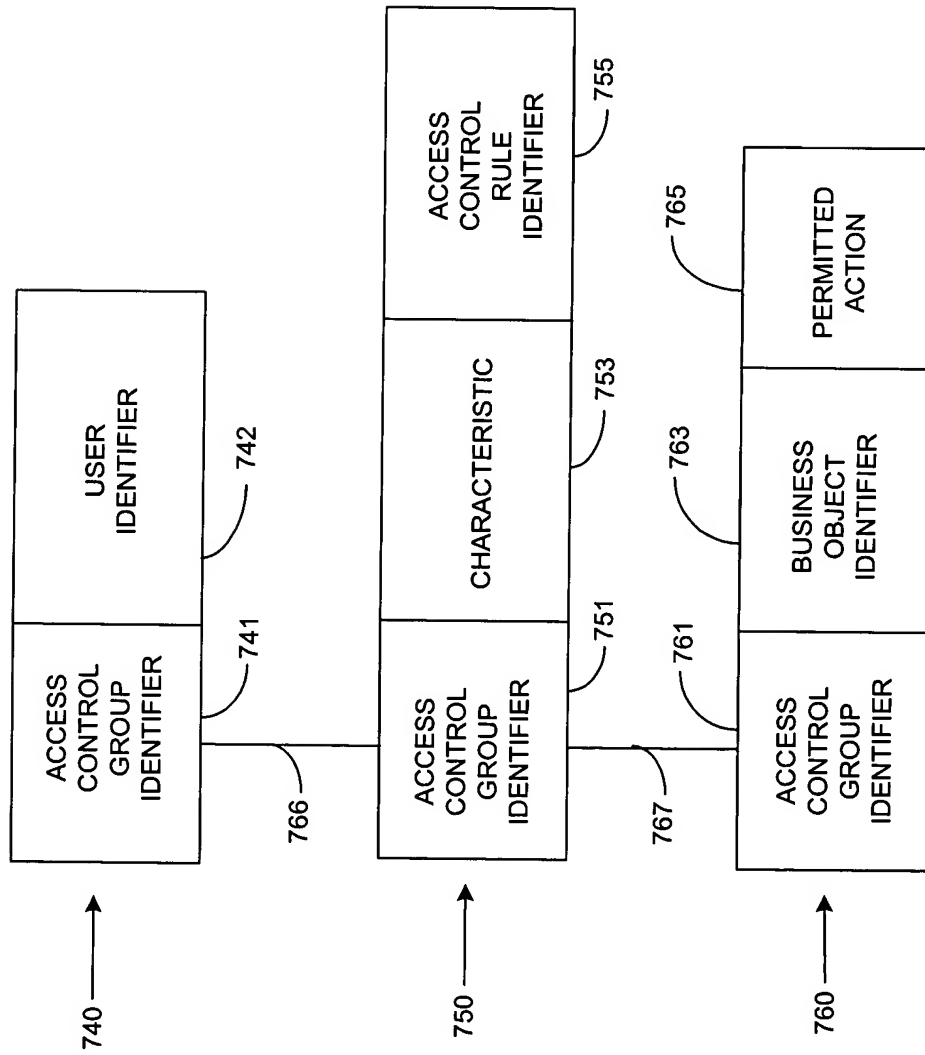 740
ACCESS
CONTROL
GROUP
IDENTIFIER
USER
IDENTIFIER
741
742
766
750
ACCESS
CONTROL
GROUP
IDENTIFIER
CHARACTERISTIC
ACCESS
CONTROL
RULE
IDENTIFIER
751
753
755
767
761
763
765
760
ACCESS
CONTROL
GROUP
IDENTIFIER
BUSINESS
OBJECT
IDENTIFIER
PERMITTED
ACTION